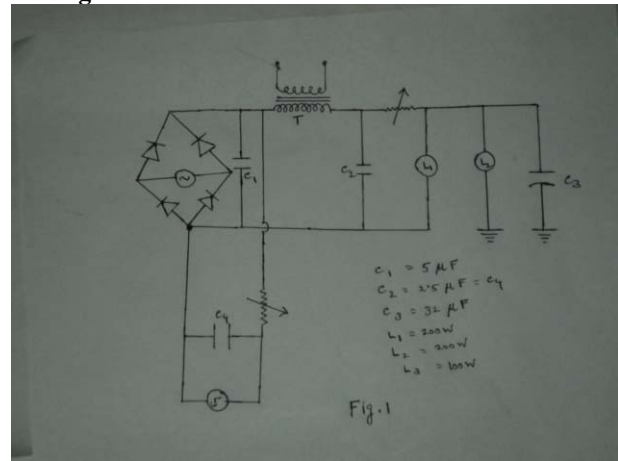 T
C₁
C₂
L₁
L₂
C₃
C₄
C₁ = 5 μF
C₂ = 2.5 μF = C₄
C₃ = 32 μF
L₁ = 200W
L₂ = 200W
L₃ = 100W
Fig. 1